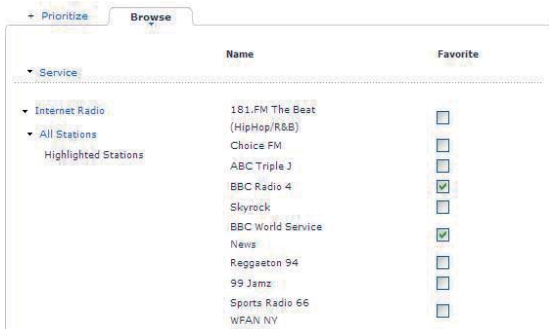 + Prioritize Browse
Name Favorite
Service
Internet Radio
All Stations
Highlighted Stations
181.FM The Beat
(HipHop/R&B)
Choice FM
ABC Triple J
BBC Radio 4
Skyrock
BBC World Service
News
Reggaeton 94
99 Jamz
Sports Radio 66
WFAN NY